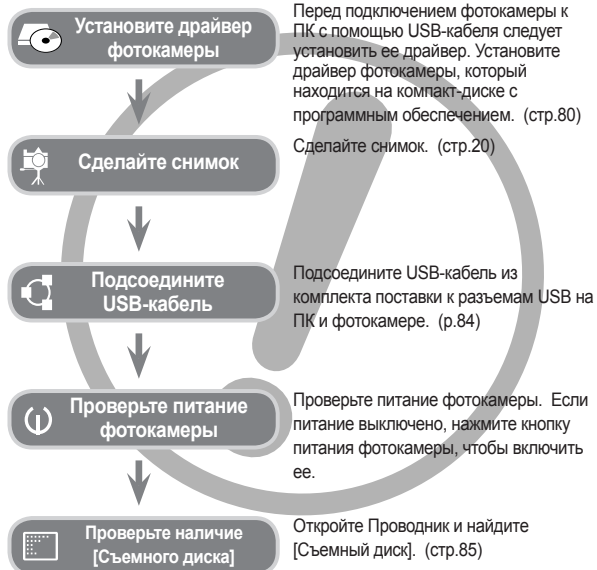 Установите драйвер
фотокамеры
Перед подключением фотокамеры к
ПК с помощью USB-кабеля следует
установить ее драйвер. Установите
драйвер фотокамеры, который
находится на компакт-диске с
программным обеспечением. (стр.80)
Сделайте снимок
Сделайте снимок. (стр.20)
Подсоедините
USB-кабель
Подсоедините USB-кабель из
комплекта поставки к разъемам USB на
ПК и фотокамере. (р.84)
Проверьте питание
фотокамеры
Проверьте питание фотокамеры. Если
питание выключено, нажмите кнопку
питания фотокамеры, чтобы включить
ее.
Проверьте наличие
[Съемного диска]
Откройте Проводник и найдите
[Съемный диск]. (стр.85)